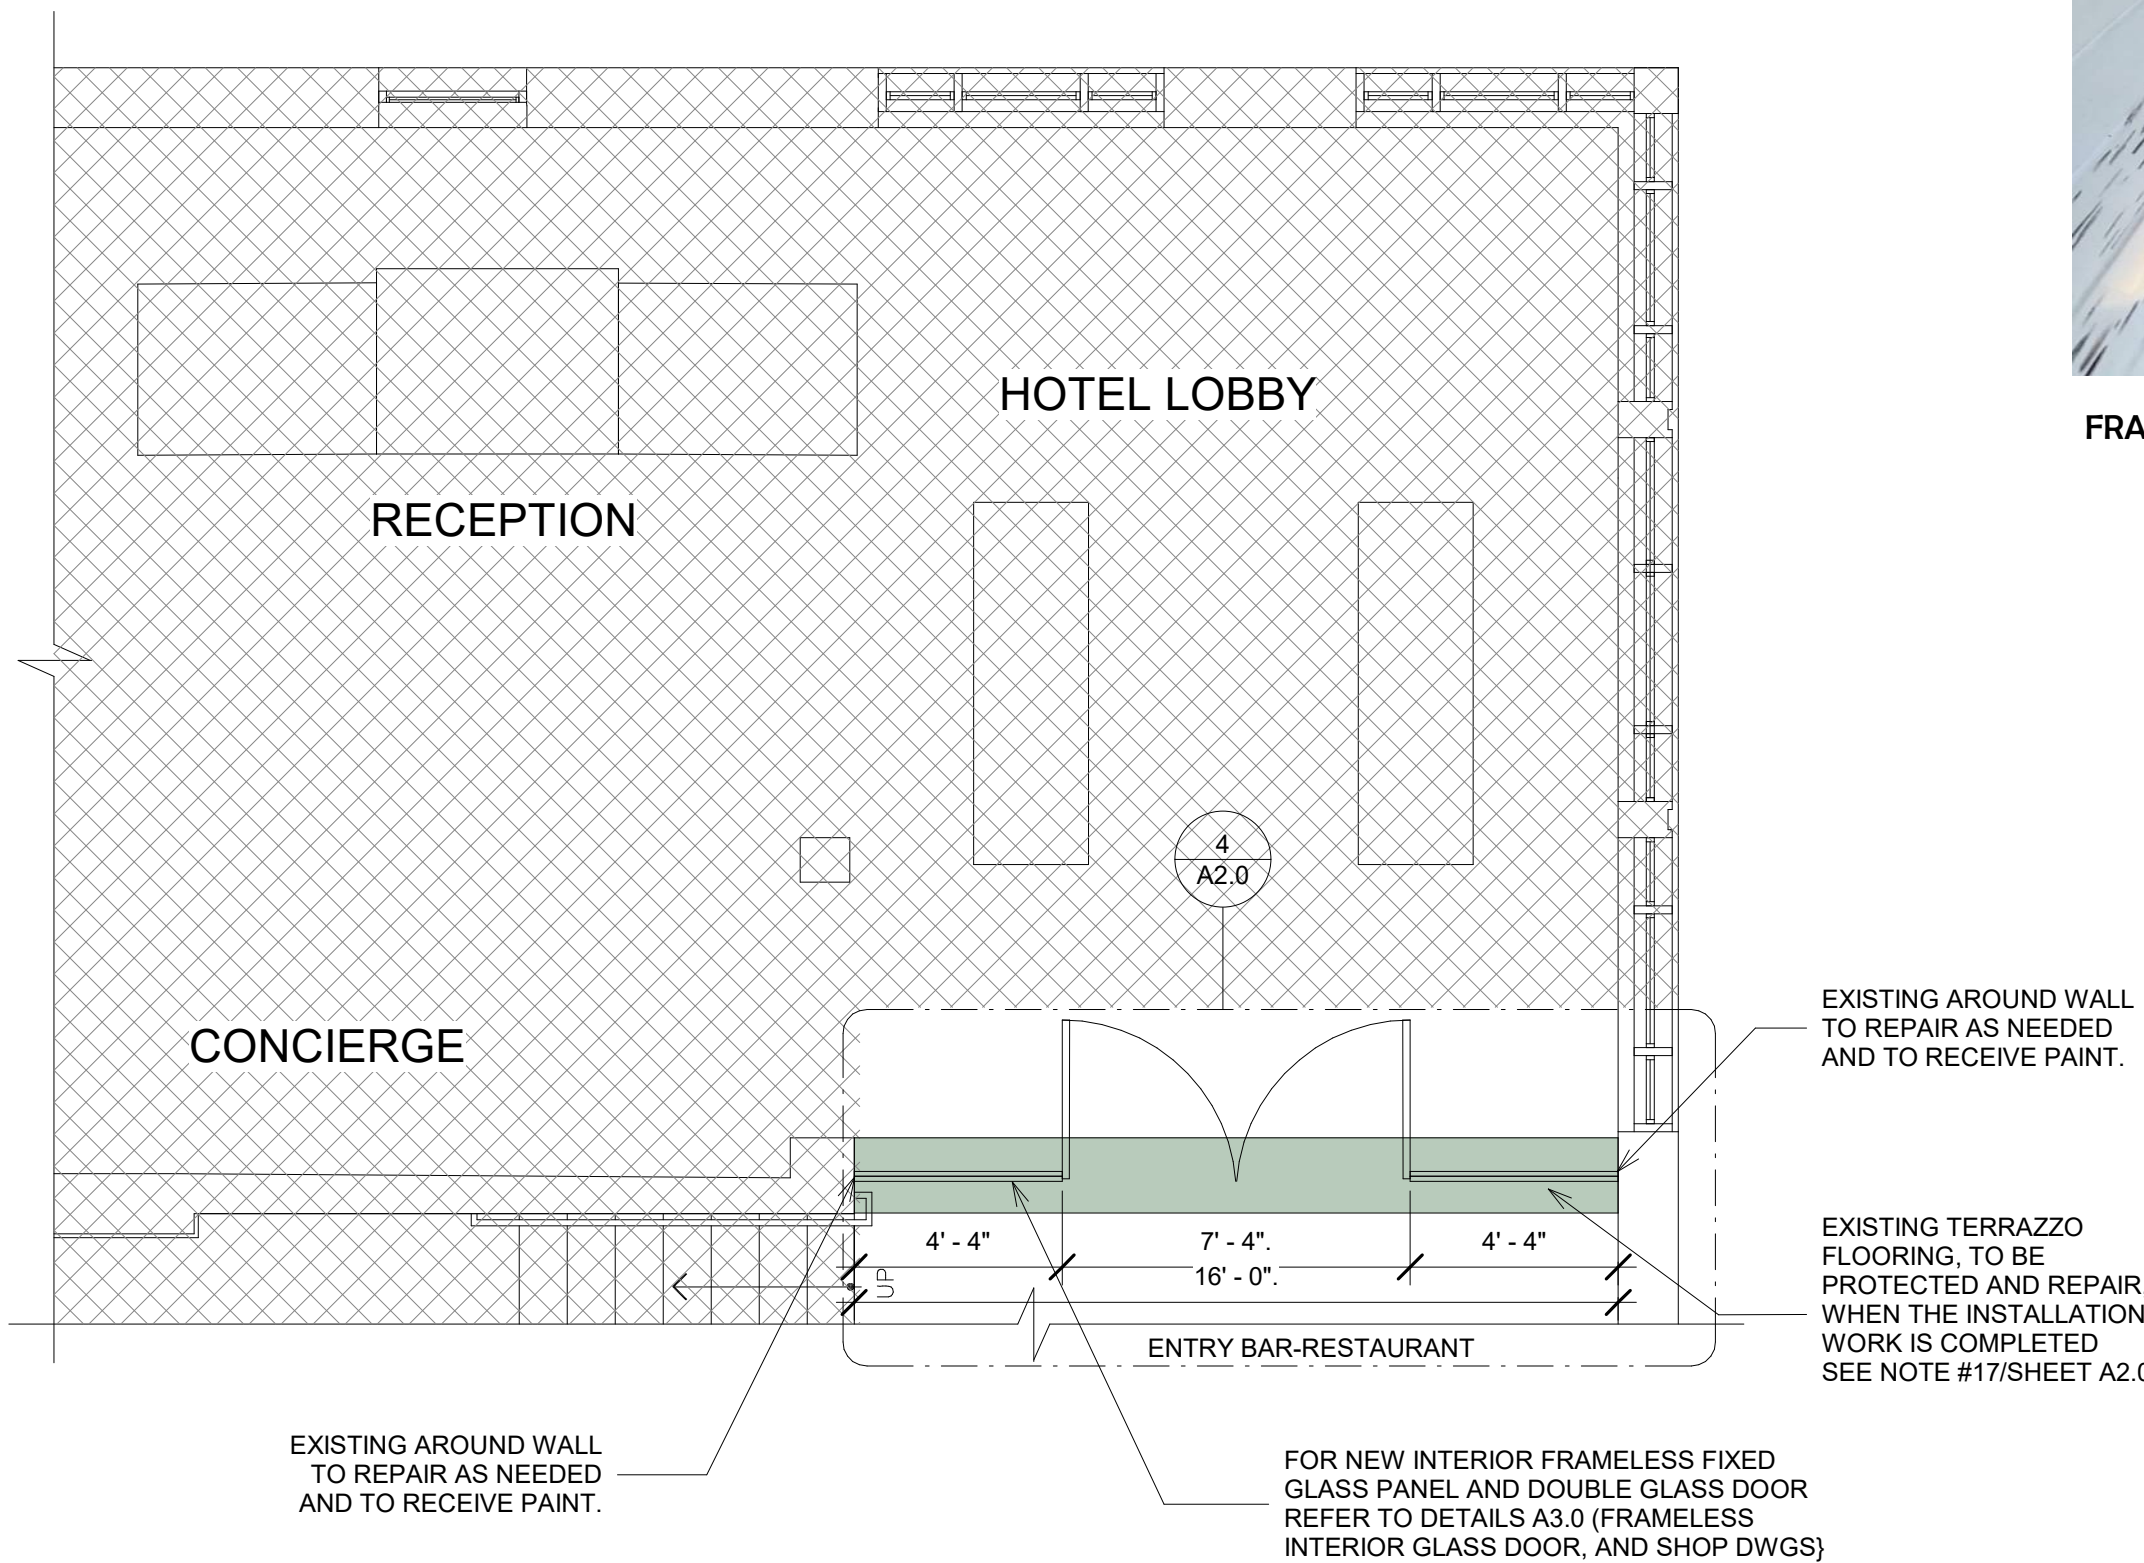 HOTEL LOBBY
FRA
RECEPTION
4
A2.0
CONCIERGE
EXISTING AROUND WALL
TO REPAIR AS NEEDED
AND TO RECEIVE PAINT.
4' - 4"
7' - 4".
4' - 4"
16' - 0".
UP
ENTRY BAR-RESTAURANT
EXISTING TERRAZZO
FLOORING, TO BE
PROTECTED AND REPAIR.
WHEN THE INSTALLATION
WORK IS COMPLETED
SEE NOTE #17/SHEET A2.0
EXISTING AROUND WALL
TO REPAIR AS NEEDED
AND TO RECEIVE PAINT.
FOR NEW INTERIOR FRAMELESS FIXED
GLASS PANEL AND DOUBLE GLASS DOOR
REFER TO DETAILS A3.0 (FRAMELESS
INTERIOR GLASS DOOR, AND SHOP DWGS}